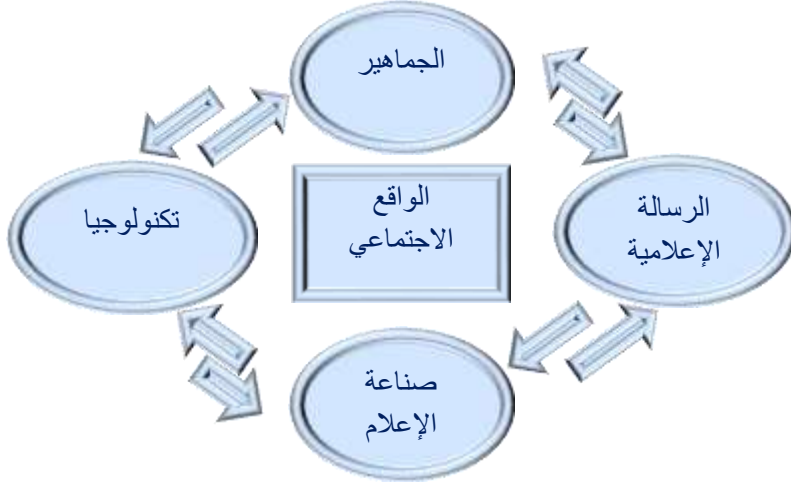 الجماهير
الرسالة
الإعلامية
الواقع
الاجتماعي
تكنولوجيا
صناعة
الإعلام